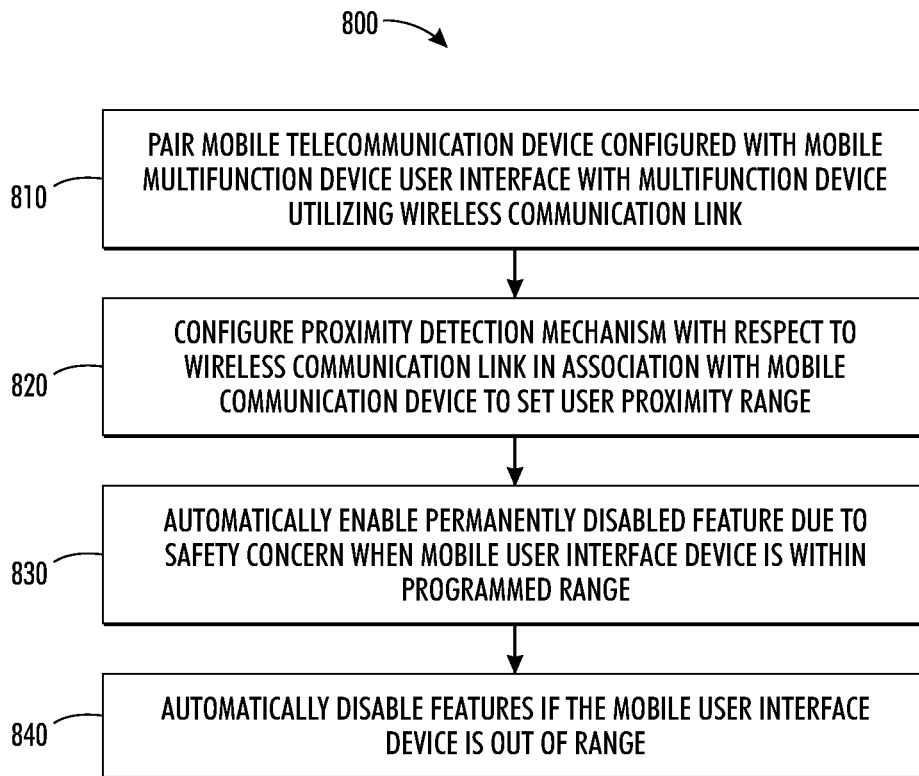 800
810
PAIR MOBILE TELECOMMUNICATION DEVICE CONFIGURED WITH MOBILE
MULTIFUNCTION DEVICE USER INTERFACE WITH MULTIFUNCTION DEVICE
UTILIZING WIRELESS COMMUNICATION LINK
820
CONFIGURE PROXIMITY DETECTION MECHANISM WITH RESPECT TO
WIRELESS COMMUNICATION LINK IN ASSOCIATION WITH MOBILE
COMMUNICATION DEVICE TO SET USER PROXIMITY RANGE
830
AUTOMATICALLY ENABLE PERMANENTLY DISABLED FEATURE DUE TO
SAFETY CONCERN WHEN MOBILE USER INTERFACE DEVICE IS WITHIN
PROGRAMMED RANGE
840
AUTOMATICALLY DISABLE FEATURES IF THE MOBILE USER INTERFACE
DEVICE IS OUT OF RANGE